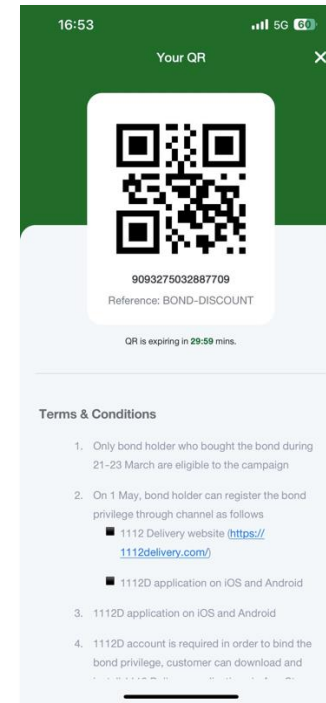 16:53
5G 60
Your QR
9093275032887709
Reference: BOND-DISCOUNT
QR is expiring in 29:59 mins.
Terms & Conditions
1. Only bond holder who bought the bond during
21-23 March are eligible to the campaign
2. On 1 May, bond holder can register the bond
privilege through channel as follows
1112 Delivery website (https://
1112delivery.com/)
1112D application on iOS and Android
3. 1112D application on iOS and Android
4. 1112D account is required in order to bind the
bond privilege, customer can download and